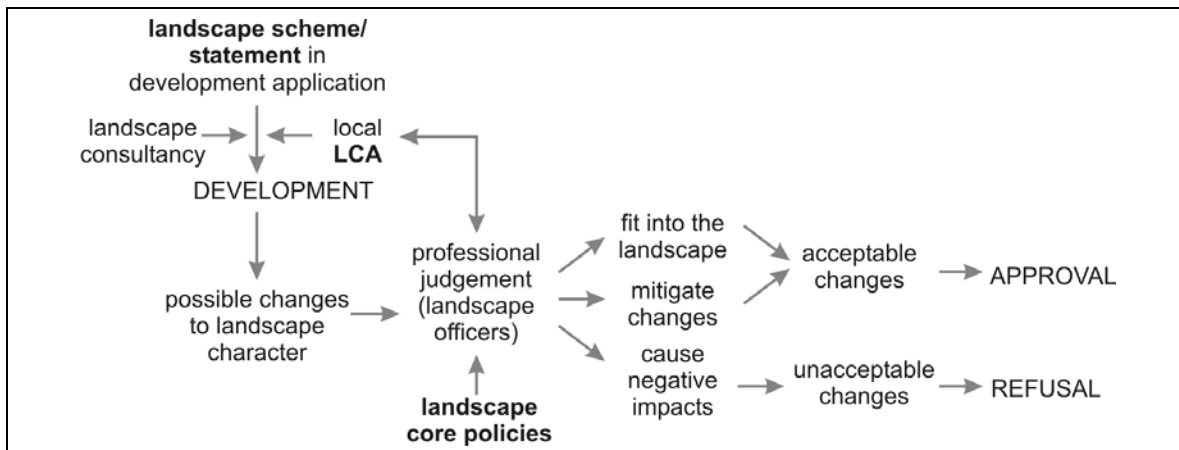 landscape scheme/
statement in
development application
landscape
consultancy
local
LCA
DEVELOPMENT
possible changes
to landscape
character
professional
judgement
(landscape
officers)
landscape
core policies
fit into the
landscape
mitigate
changes
cause
negative
impacts
acceptable
changes
unacceptable
changes
APPROVAL
REFUSAL